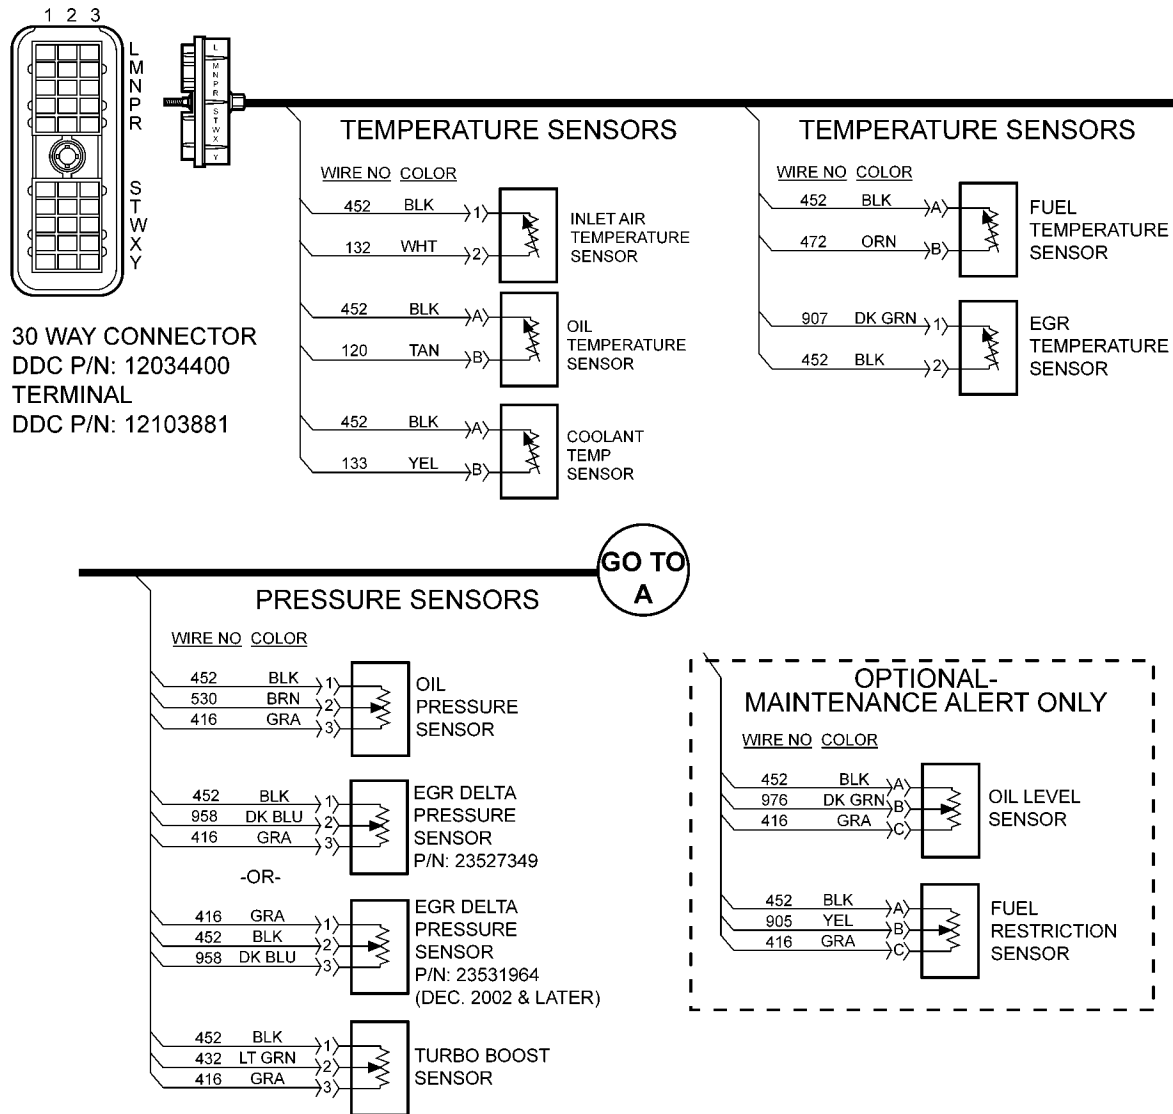 1 2 3
L
M
N
P
R
S
T
W
X
Y
L
M
N
P
R
S
T
W
X
Y
30 WAY CONNECTOR
DDC P/N: 12034400
TERMINAL
DDC P/N: 12103881
TEMPERATURE SENSORS
WIRE NO COLOR
452 BLK 1
132 WHT 2
INLET AIR
TEMPERATURE
SENSOR
452 BLK A
120 TAN B
OIL
TEMPERATURE
SENSOR
452 BLK A
133 YEL B
COOLANT
TEMP
SENSOR
TEMPERATURE SENSORS
WIRE NO COLOR
452 BLK A
472 ORN B
FUEL
TEMPERATURE
SENSOR
907 DK GRN 1
452 BLK 2
EGR
TEMPERATURE
SENSOR
GO TO
A
PRESSURE SENSORS
WIRE NO COLOR
452 BLK 1
530 BRN 2
416 GRA 3
OIL
PRESSURE
SENSOR
452 BLK 1
958 DK BLU 2
416 GRA 3
EGR DELTA
PRESSURE
SENSOR
P/N: 23527349
-OR-
416 GRA 1
452 BLK 2
958 DK BLU 3
EGR DELTA
PRESSURE
SENSOR
P/N: 23531964
(DEC. 2002 & LATER)
452 BLK 1
432 LT GRN 2
416 GRA 3
TURBO BOOST
SENSOR
OPTIONAL-
MAINTENANCE ALERT ONLY
WIRE NO COLOR
452 BLK A
976 DK GRN B
416 GRA C
OIL LEVEL
SENSOR
452 BLK A
905 YEL B
416 GRA C
FUEL
RESTRICTION
SENSOR